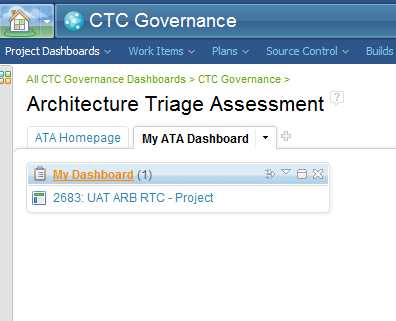 CTC Governance
Project Dashboards Work Items Plans Source Control Builds
All CTC Governance Dashboards > CTC Governance >
Architecture Triage Assessment ?
ATA Homepage My ATA Dashboard
My Dashboard (1)
2683: UAT ARB RTC - Project